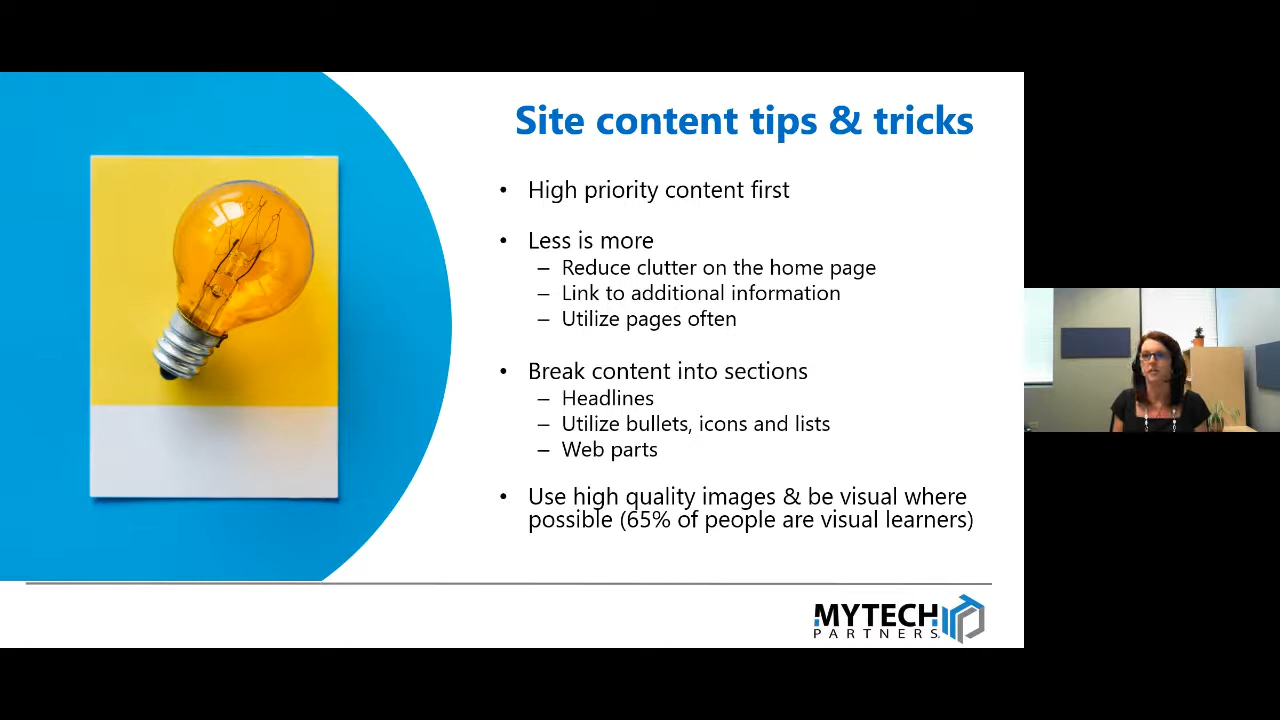 Site content tips & tricks
• High priority content first
• Less is more
– Reduce clutter on the home page
– Link to additional information
– Utilize pages often
• Break content into sections
– Headlines
– Utilize bullets, icons and lists
– Web parts
• Use high quality images & be visual where
possible (65% of people are visual learners)
MYTECH
PARTNERS